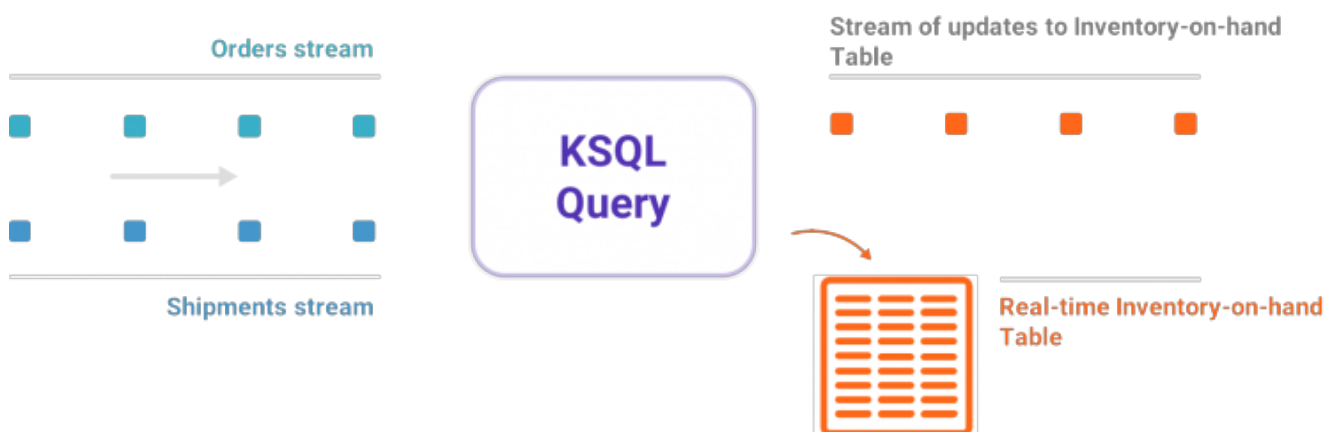 Orders stream
Shipments stream
KSQL
Query
Stream of updates to Inventory-on-hand
Table
Real-time Inventory-on-hand
Table